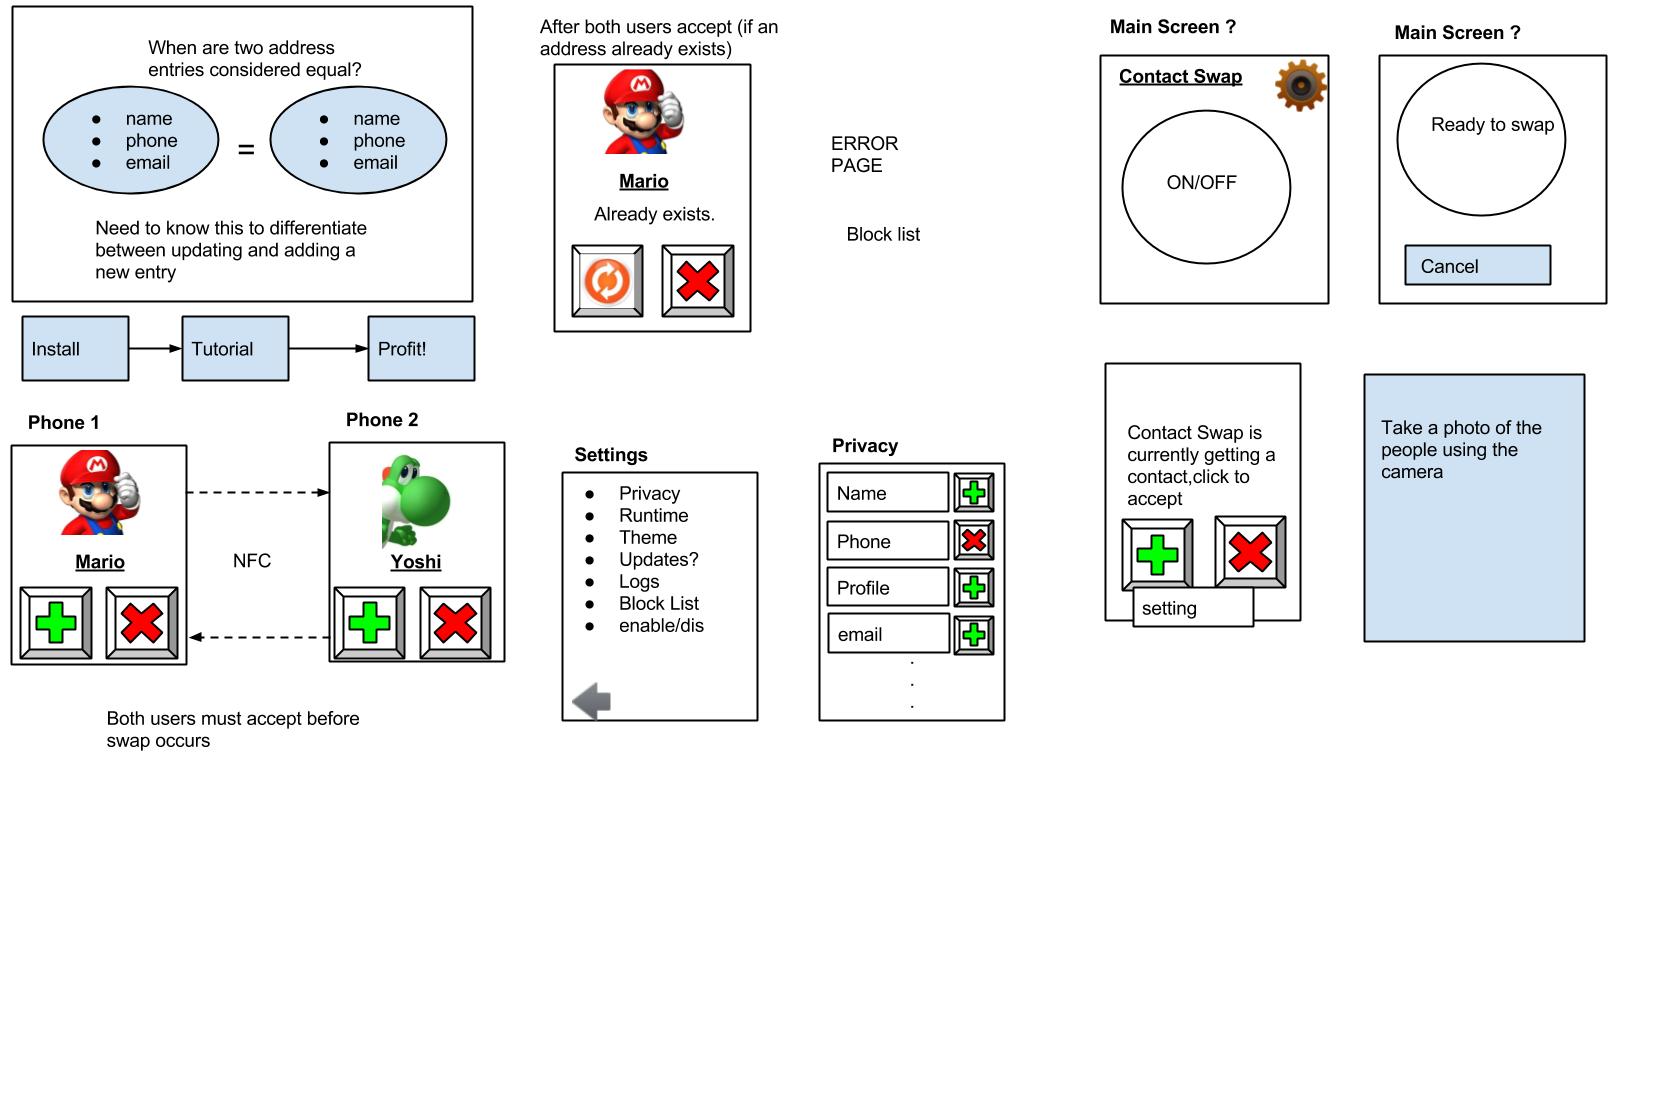 When are two address
entries considered equal?
● name
● phone
● email
=
● name
● phone
● email
Need to know this to differentiate
between updating and adding a
new entry
Install
Tutorial
Profit!
After both users accept (if an
address already exists)
M
Mario
Already exists.
ERROR
PAGE
Block list
Main Screen ?
Contact Swap
ON/OFF
Main Screen ?
Ready to swap
Cancel
Phone 1
M
Mario
NFC
Phone 2
Yoshi
Both users must accept before
swap occurs
Settings
● Privacy
● Runtime
● Theme
● Updates?
● Logs
● Block List
● enable/dis
Privacy
Name
Phone
Profile
email
.
.
.
Contact Swap is
currently getting a
contact,click to
accept
setting
Take a photo of the
people using the
camera